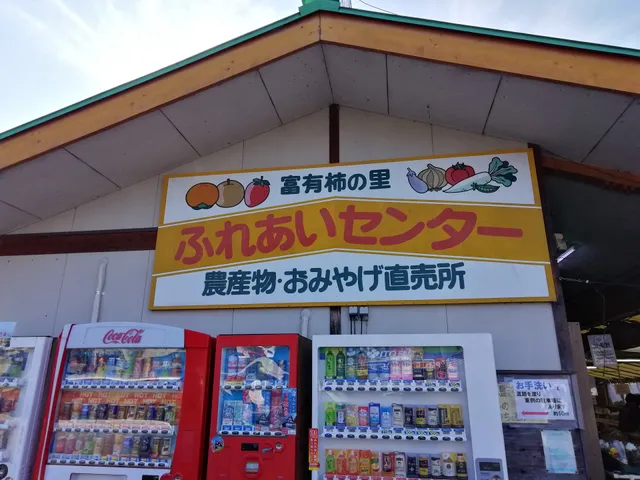 富有柿の里
ふれあいセンター
農産物・おみやげ直売所
Coca-Cola
お手洗い